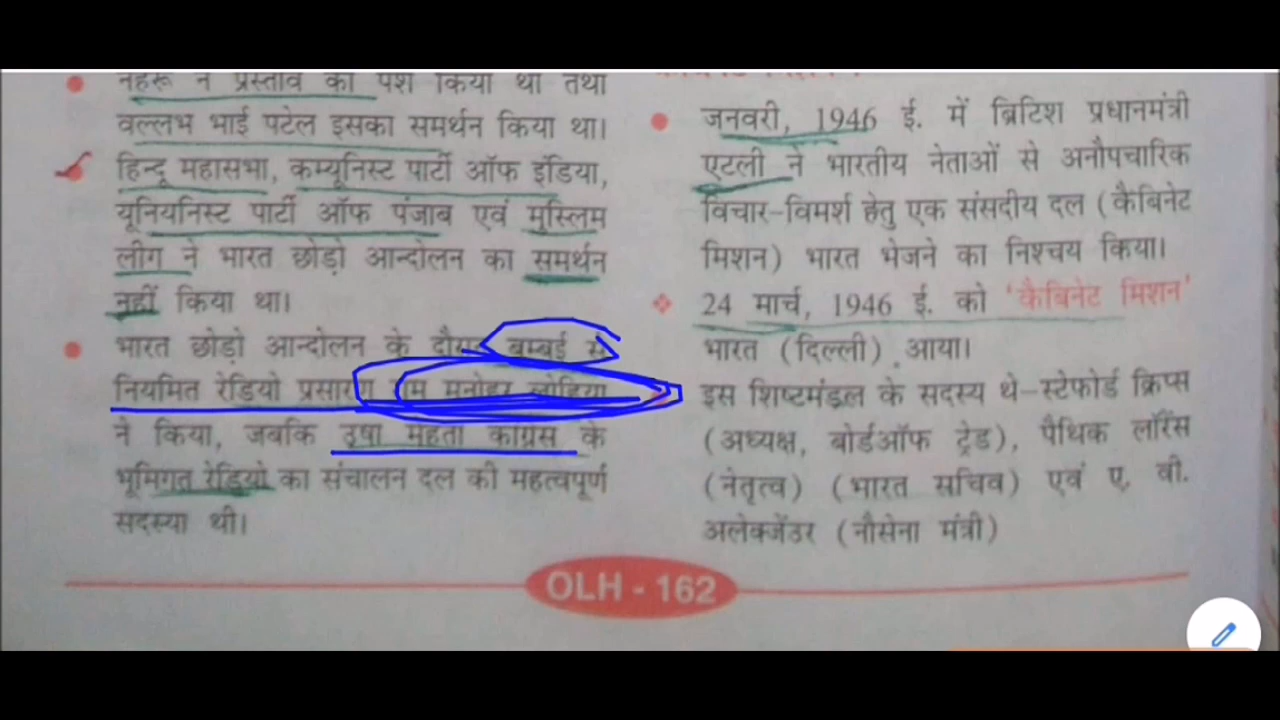 नेहरू ने प्रस्ताव को पेश किया था तथा
वल्लभ भाई पटेल इसका समर्थन किया था।
हिन्दू महासभा, कम्यूनिस्ट पार्टी ऑफ इंडिया,
यूनियनिस्ट पार्टी ऑफ पंजाब एवं मुस्लिम
लीग ने भारत छोड़ो आन्दोलन का समर्थन
नहीं किया था।
भारत छोड़ो आन्दोलन के दौरान बम्बई से
नियमित रेडियो प्रसारण राम मनोहर लोहिया
ने किया, जबकि उषा मेहता कांग्रेस के
भूमिगत रेडियो का संचालन दल की महत्वपूर्ण
सदस्या थी।
जनवरी, 1946 ई. में ब्रिटिश प्रधानमंत्री
एटली ने भारतीय नेताओं से अनौपचारिक
विचार-विमर्श हेतु एक संसदीय दल (कैबिनेट
मिशन) भारत भेजने का निश्चय किया।
24 मार्च, 1946 ई. को 'कैबिनेट मिशन'
भारत (दिल्ली) आया।
इस शिष्टमंडल के सदस्य थे-स्टेफोर्ड क्रिप्स
(अध्यक्ष, बोर्डऑफ ट्रेड), पैथिक लॉरेंस
(नेतृत्व) (भारत सचिव) एवं ए. वी.
अलेक्जेंडर (नौसेना मंत्री)
OLH - 162